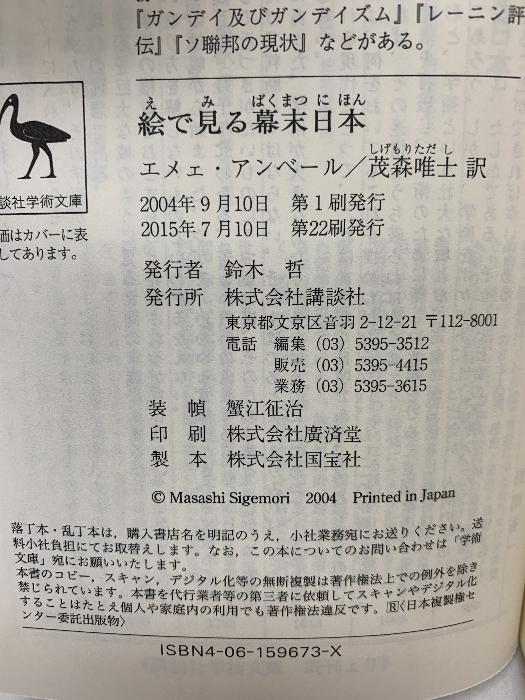 『ガンデイ及びガンデイズム』『レーニン評
伝』『ソ聯邦の現状』などがある。
談社学術文庫
価はカバーに表
してあります。
え み ばくまつ に ほん
絵で見る幕末日本
しげもりただ し
エメェ・アンベール／茂森唯士 訳
2004年9月10日 第1刷発行
2015年7月10日 第22刷発行
発行者 鈴木 哲
発行所 株式会社講談社
東京都文京区音羽 2-12-21 〒112-8001
電話 編集 (03) 5395-3512
販売 (03) 5395-4415
業務 (03) 5395-3615
装 幀 蟹江征治
印 刷 株式会社廣済堂
製 本 株式会社国宝社
© Masashi Sigemori 2004 Printed in Japan
落丁本・乱丁本は，購入書店名を明記のうえ，小社業務宛にお送りください。送
料小社負担にてお取替えします。なお，この本についてのお問い合わせは「学術
文庫」宛にお願いいたします。
本書のコピー，スキャン，デジタル化等の無断複製は著作権法上での例外を除き
禁じられています。本書を代行業者等の第三者に依頼してスキャンやデジタル化
することはたとえ個人や家庭内の利用でも著作権法違反です。Ⓡ〈日本複製権セ
ンター委託出版物〉
ISBN4-06-159673-X